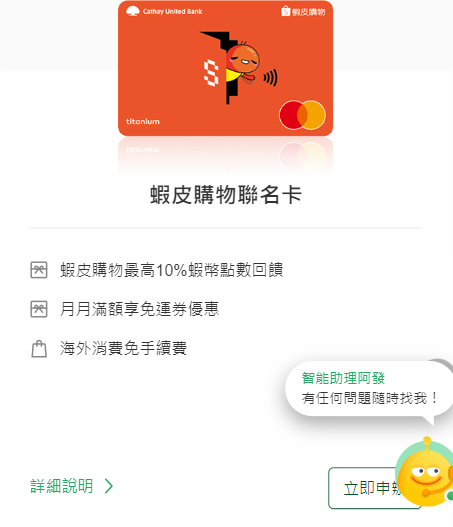 Cathay United Bank
蝦皮購物
titanium
蝦皮購物聯名卡
蝦皮購物最高10%蝦幣點數回饋
月月滿額享免運券優惠
海外消費免手續費
智能助理阿發
有任何問題隨時找我！
詳細說明
立即申